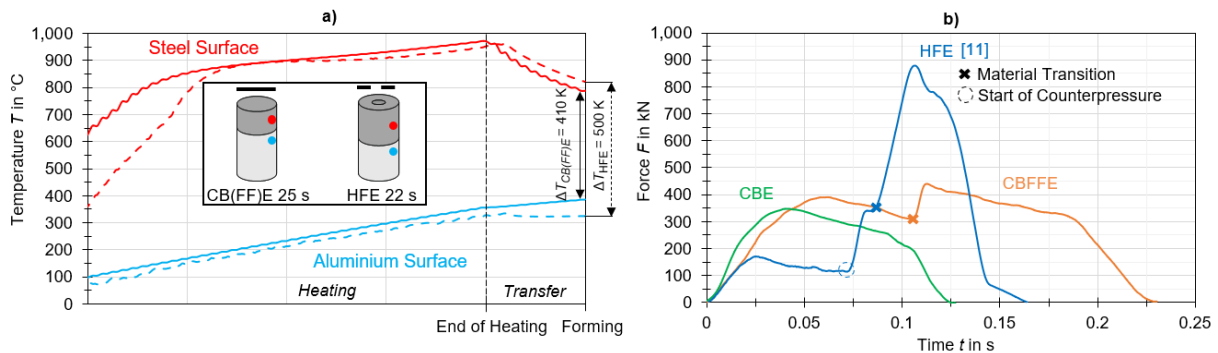 a)
Temperature T in °C
1,000
900
800
700
600
500
400
300
200
100
0
Steel Surface
CB(FF)E 25 s
HFE 22 s
Aluminium Surface
ΔT_CB(FF)E = 410 K
ΔT_HFE = 500 K
Heating
Transfer
End of Heating
Forming
b)
Force F in kN
1,000
900
800
700
600
500
400
300
200
100
0
HFE [11]
Material Transition
Start of Counterpressure
CBE
CBFFE
0
0.05
0.1
0.15
0.2
0.25
Time t in s